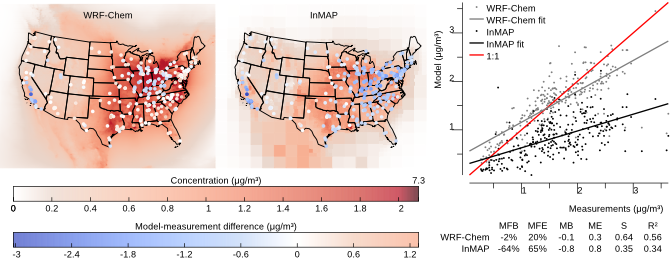 WRF-Chem
InMAP
Concentration (μg/m³)
7.3
0 0.2 0.4 0.6 0.8 1 1.2 1.4 1.6 1.8 2
Model-measurement difference (μg/m³)
-3 -2.4 -1.8 -1.2 -0.6 0 0.6 1.2
WRF-Chem
WRF-Chem fit
InMAP
InMAP fit
1:1
Model (μg/m³)
3
2
1
1 2 3
Measurements (μg/m³)
MFB MFE MB ME S R²
WRF-Chem -2% 20% -0.1 0.3 0.64 0.56
InMAP -64% 65% -0.8 0.8 0.35 0.34